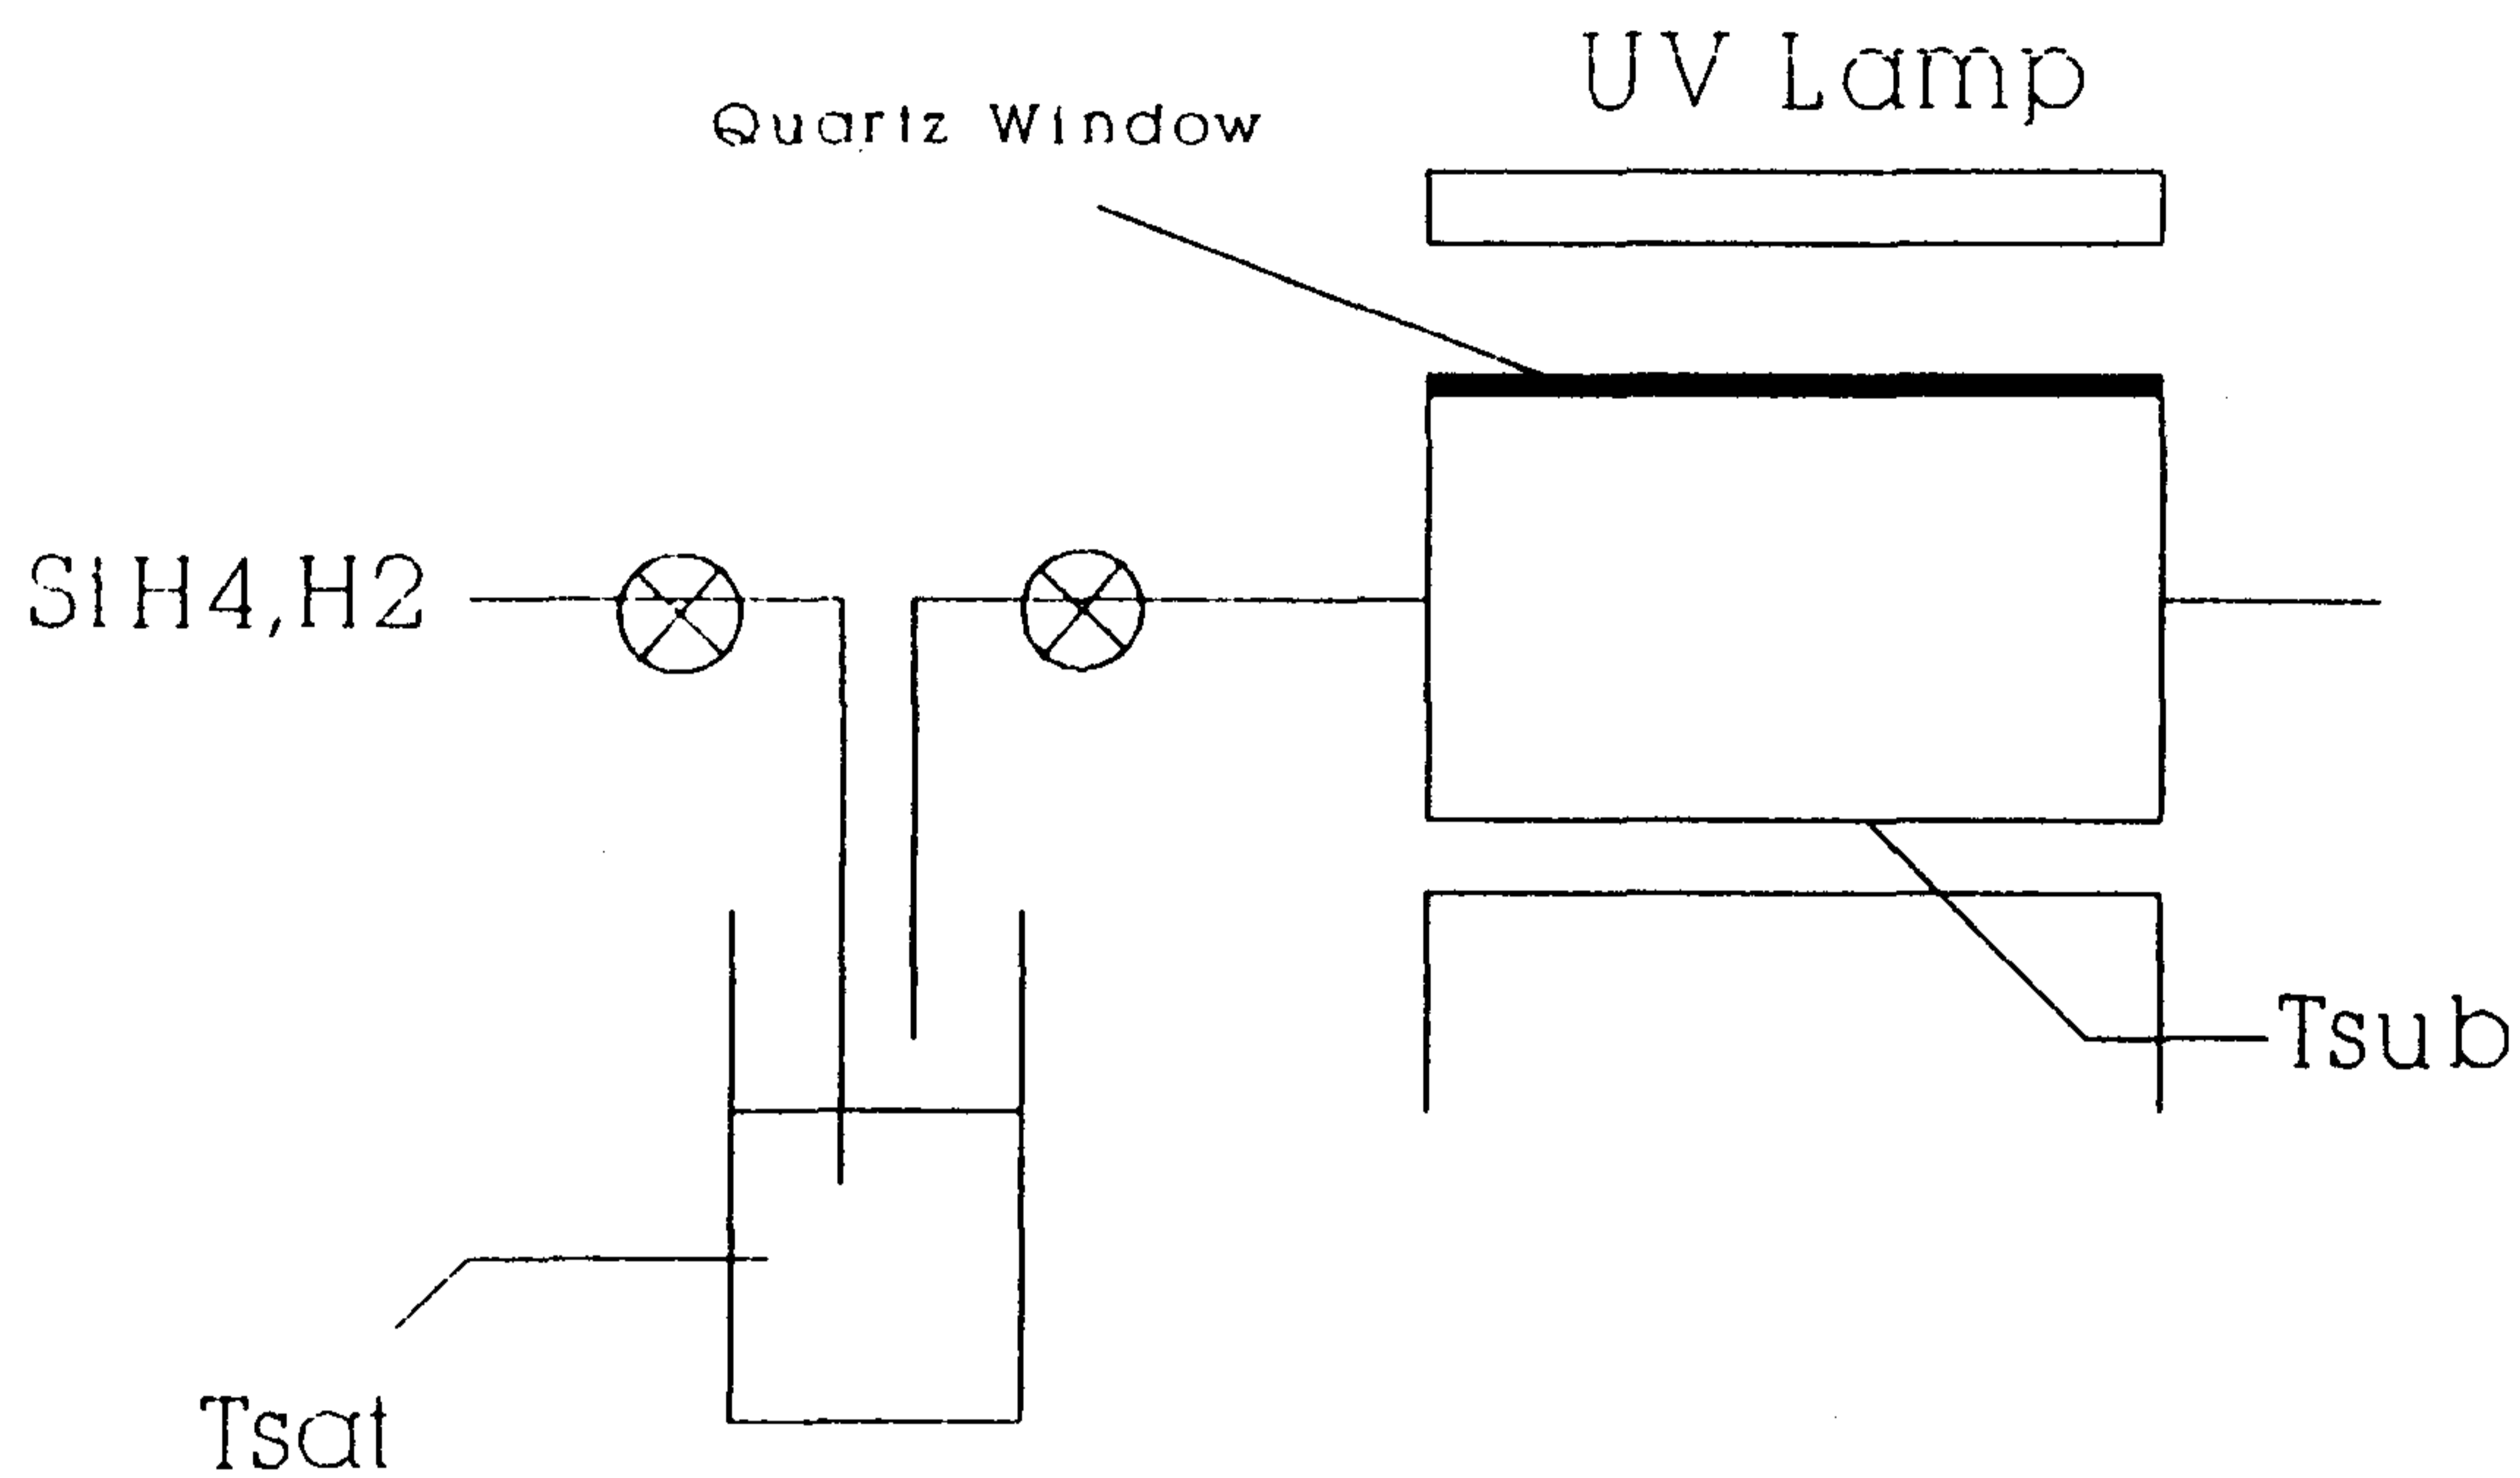 UV Lamp
Quartz Window
SiH4,H2
Tsub
Tsat